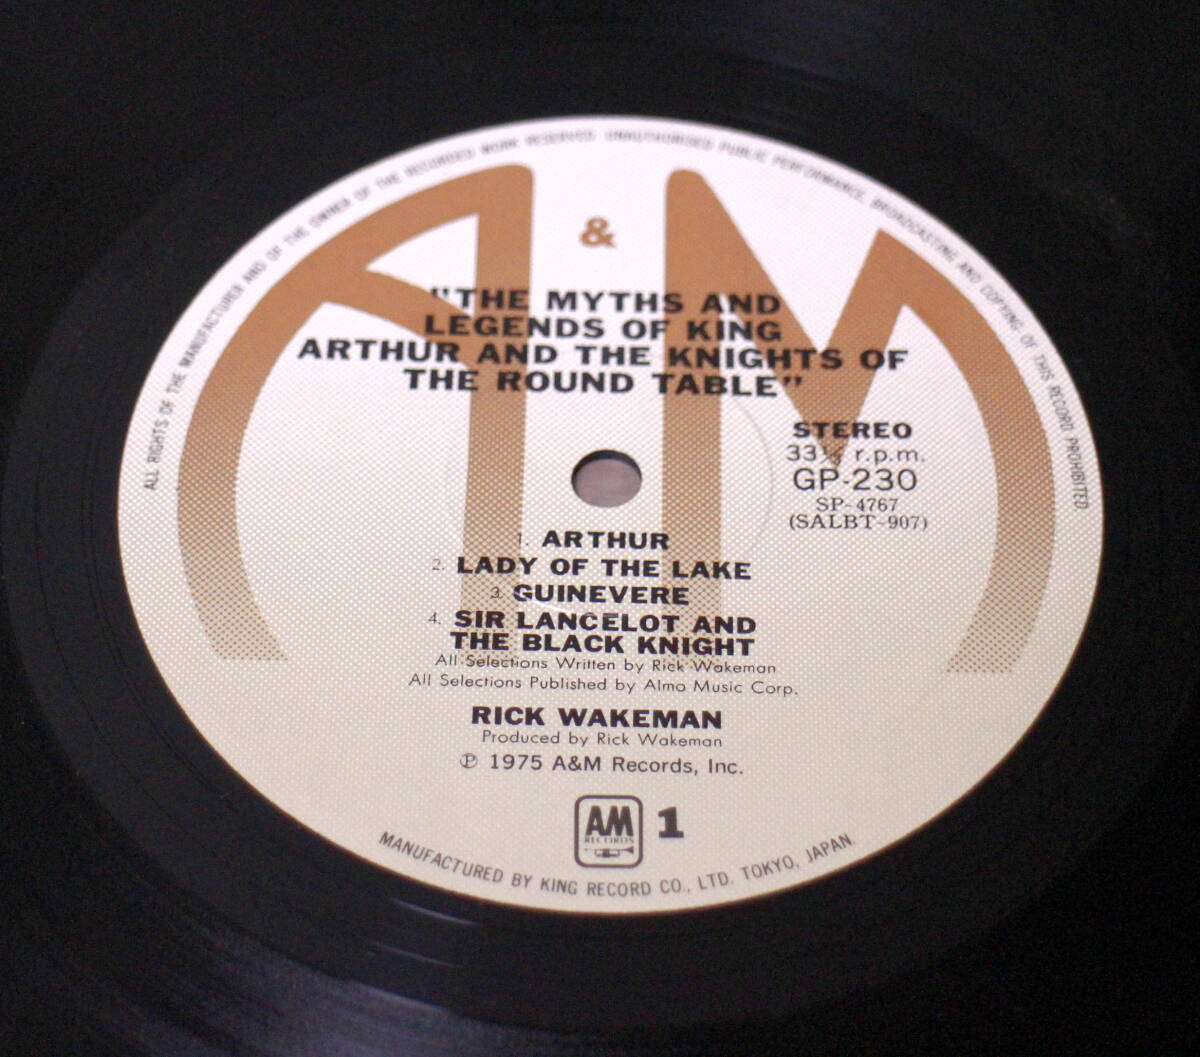 ALL RIGHTS OF THE MANUFACTURER AND OF THE OWNER OF THE RECORDED WORK RESERVED UNAUTHORISED PUBLIC PERFORMANCE, BROADCASTING AND COPYING OF THIS RECORD PROHIBITED.
A & M
"THE MYTHS AND
LEGENDS OF KING
ARTHUR AND THE KNIGHTS OF
THE ROUND TABLE"
STEREO
33⅓ r.p.m.
GP-230
SP-4767
(SALBT-907)
1. ARTHUR
2. LADY OF THE LAKE
3. GUINEVERE
4. SIR LANCELOT AND
THE BLACK KNIGHT
All Selections Written by Rick Wakeman
All Selections Published by Almo Music Corp.
RICK WAKEMAN
Produced by Rick Wakeman
℗ 1975 A&M Records, Inc.
AM
RECORDS
1
MANUFACTURED BY KING RECORD CO., LTD. TOKYO, JAPAN.